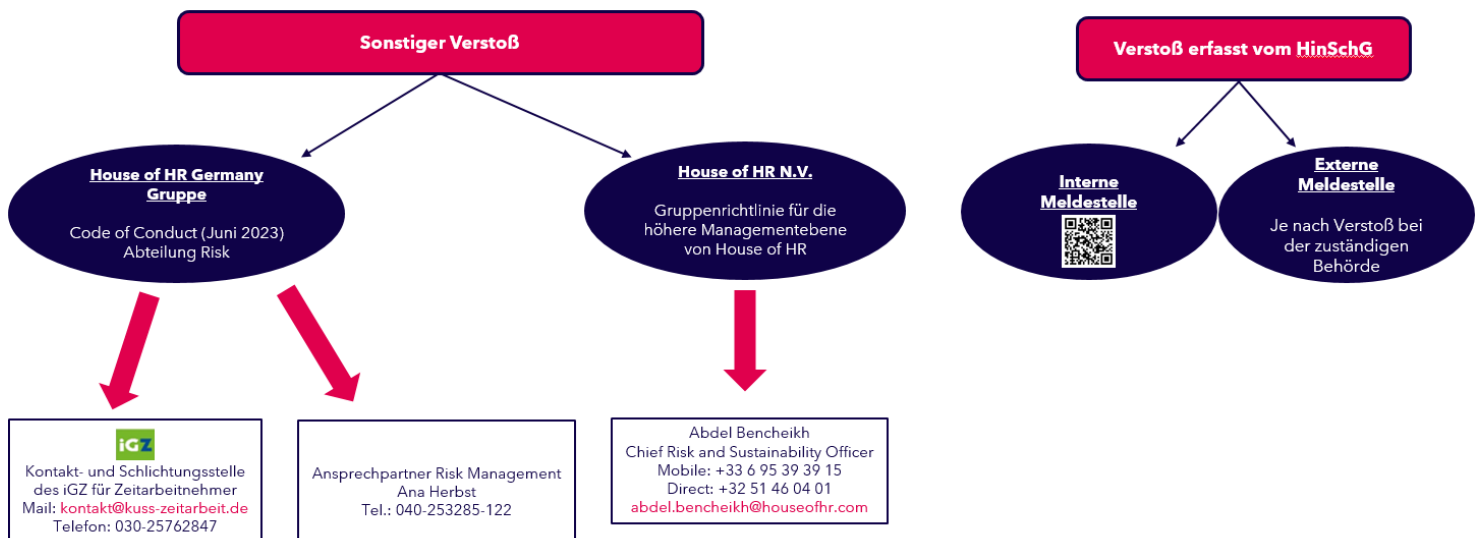 Sonstiger Verstoß
House of HR Germany
Gruppe
Code of Conduct (Juni 2023)
Abteilung Risk
House of HR N.V.
Gruppenrichtlinie für die
höhere Managementebene
von House of HR
iGZ
Kontakt- und Schlichtungsstelle
des iGZ für Zeitarbeitnehmer
Mail: kontakt@kuss-zeitarbeit.de
Telefon: 030-25762847
Ansprechpartner Risk Management
Ana Herbst
Tel.: 040-253285-122
Abdel Bencheikh
Chief Risk and Sustainability Officer
Mobile: +33 6 95 39 39 15
Direct: +32 51 46 04 01
abdel.bencheikh@houseofhr.com
Verstoß erfasst vom HinSchG
Interne
Meldestelle
Externe
Meldestelle
Je nach Verstoß bei
der zuständigen
Behörde